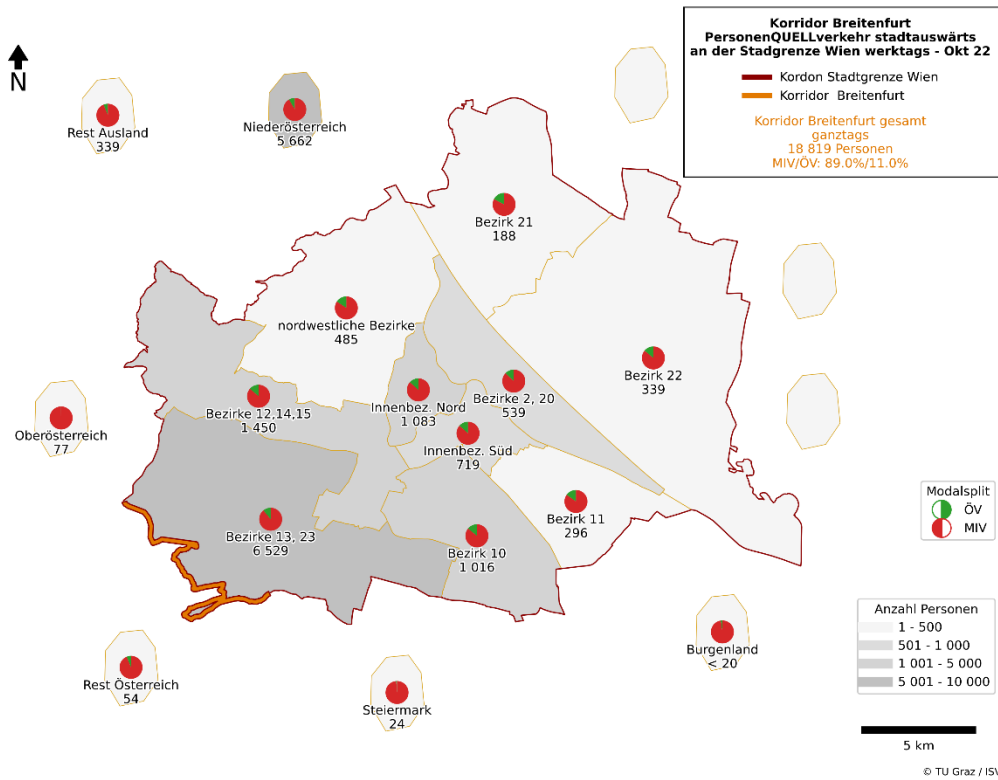 Korridor Breitenfurt
PersonenQUELLverkehr stadtauswärts
an der Stadgrenze Wien werktags - Okt 22
Kordon Stadtgrenze Wien
Korridor Breitenfurt
Korridor Breitenfurt gesamt
ganztags
18 819 Personen
MIV/ÖV: 89.0%/11.0%
N
Rest Ausland
339
Niederösterreich
5 662
Bezirk 21
188
nordwestliche Bezirke
485
Bezirk 22
339
Bezirke 12,14,15
1 450
Innenbez. Nord
1 083
Bezirke 2, 20
539
Oberösterreich
77
Innenbez. Süd
719
Bezirk 11
296
Bezirke 13, 23
6 529
Bezirk 10
1 016
Modalsplit
ÖV
MIV
Anzahl Personen
1 - 500
501 - 1 000
1 001 - 5 000
5 001 - 10 000
Burgenland
< 20
Rest Österreich
54
Steiermark
24
5 km
© TU Graz / ISV